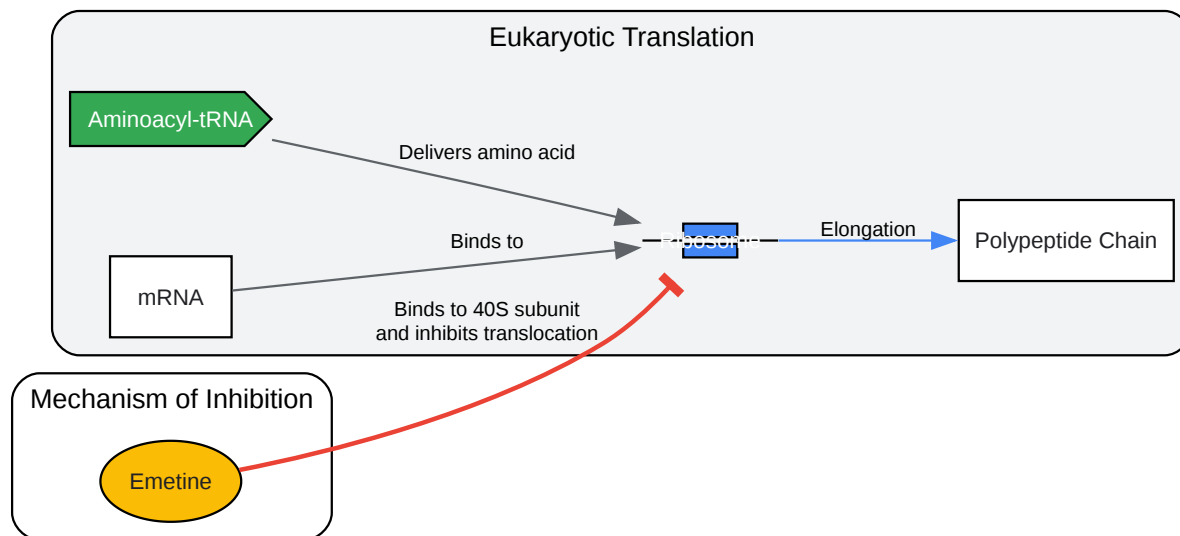 Eukaryotic Translation
Aminoacyl-tRNA
Delivers amino acid
Binds to
Ribosome
Elongation
Polypeptide Chain
mRNA
Binds to 40S subunit
and inhibits translocation
Mechanism of Inhibition
Emetine